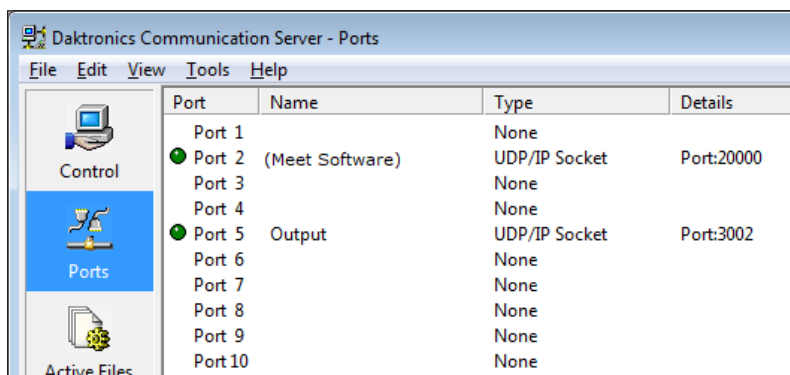 Daktronics Communication Server - Ports
File Edit View Tools Help
Port Name Type Details
Port 1 None
Port 2 (Meet Software) UDP/IP Socket Port:20000
Port 3 None
Port 4 None
Port 5 Output UDP/IP Socket Port:3002
Port 6 None
Port 7 None
Port 8 None
Port 9 None
Port 10 None
Control
Ports
Active Files